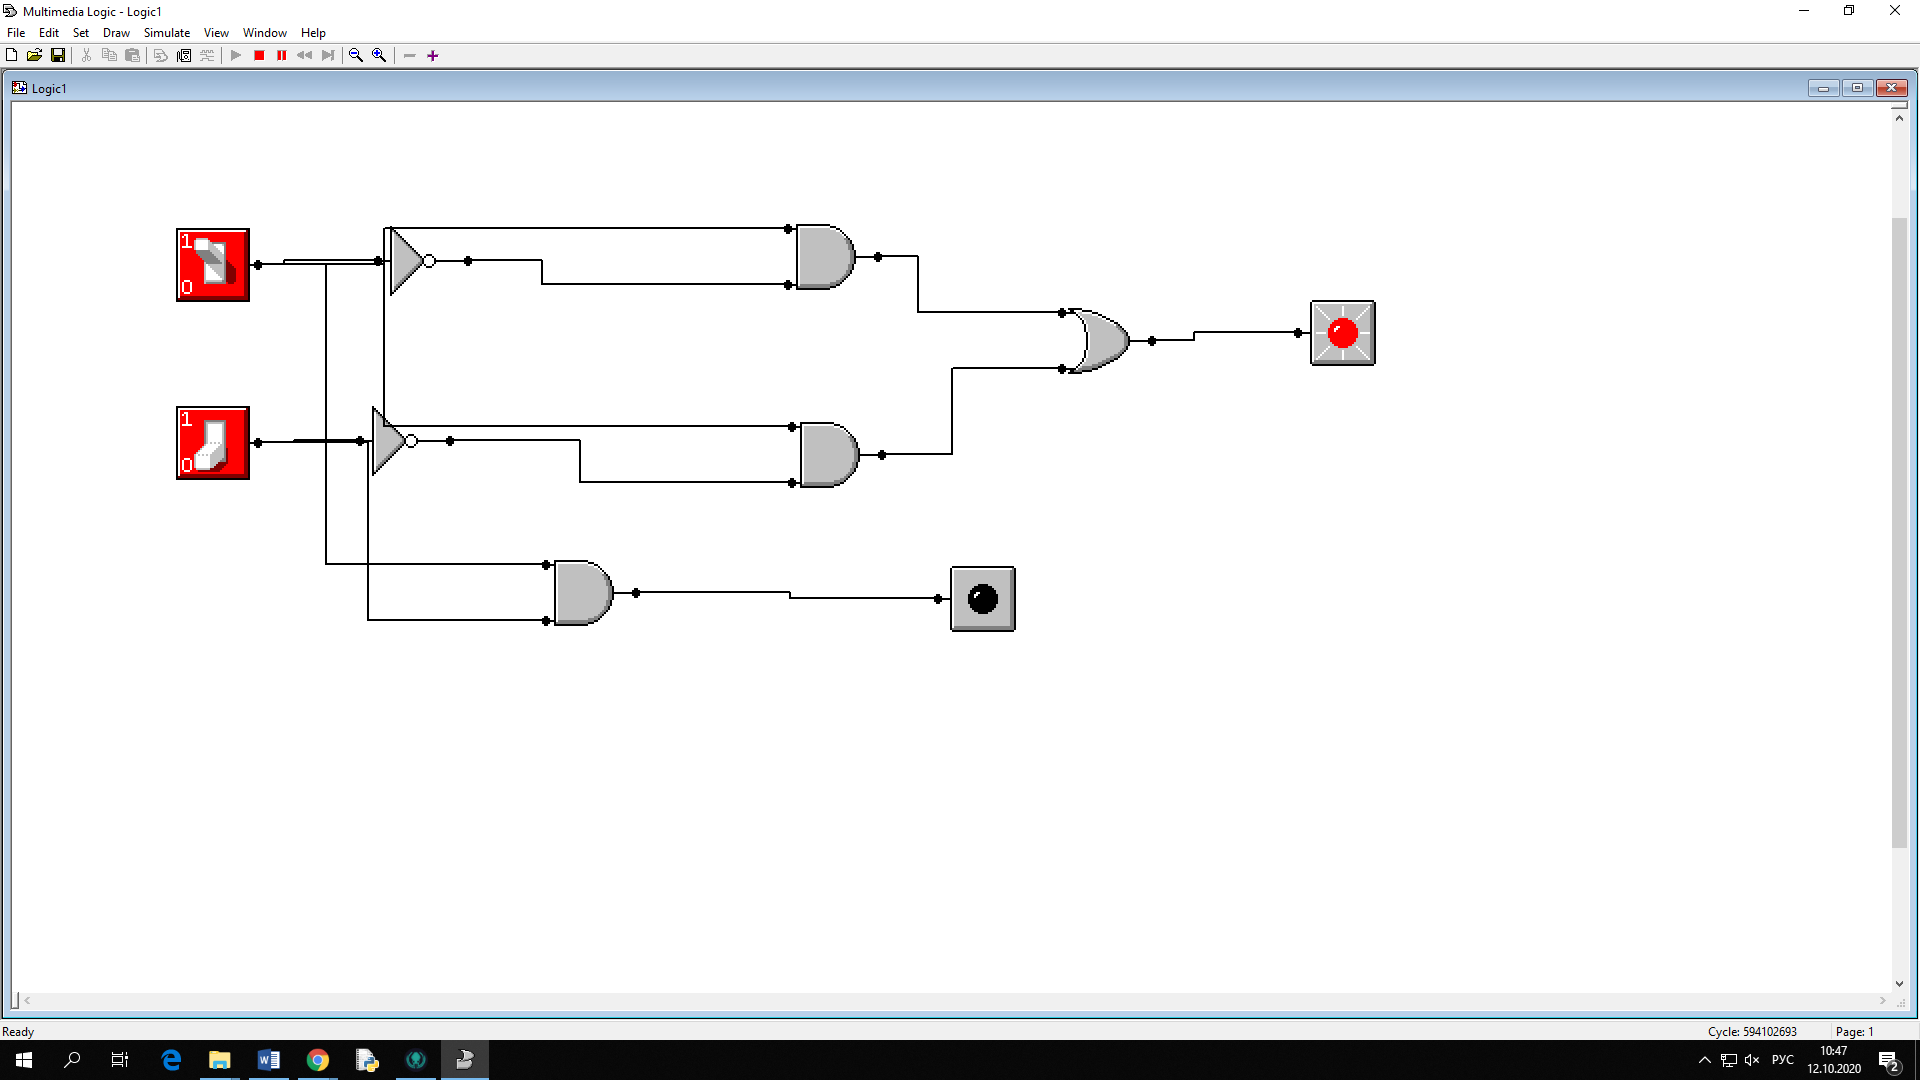 Multimedia Logic - Logic1
File Edit Set Draw Simulate View Window Help
Logic1
1
0
1
0
Ready Cycle: 594102693 Page: 1
РУС 10:47
12.10.2020 2